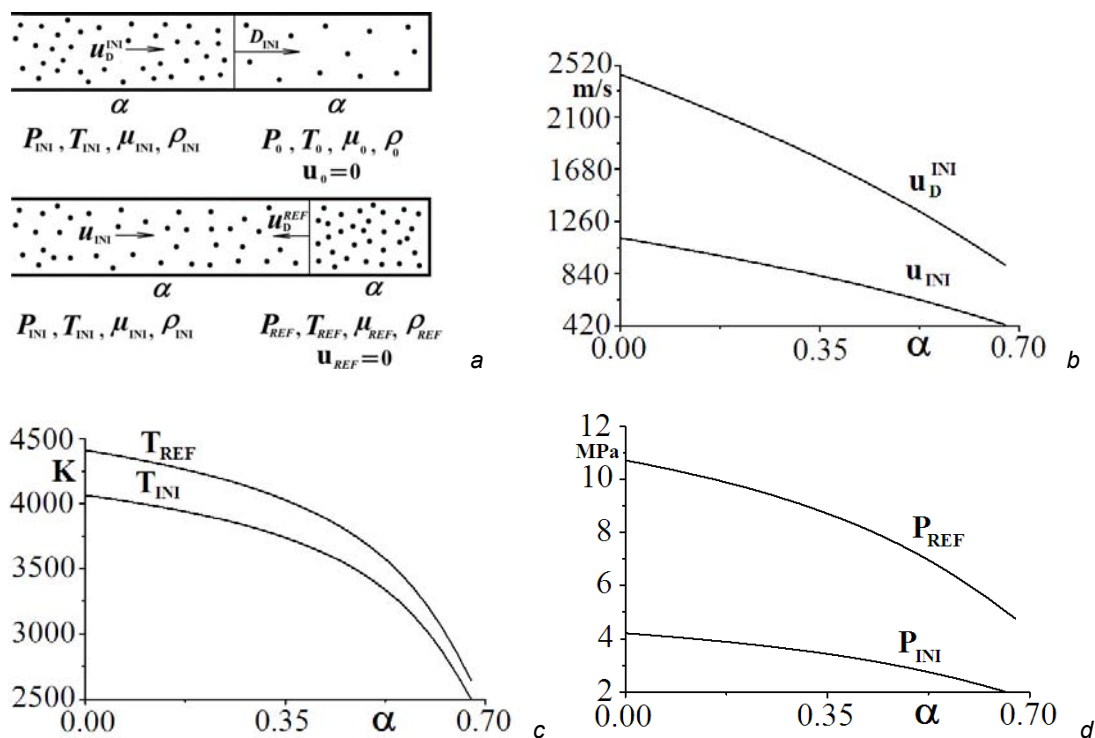 u_D^INI D_INI
α α
P_INI, T_INI, μ_INI, ρ_INI P_0, T_0, μ_0, ρ_0
u_0=0
u_INI u_D^REF
α α
P_INI, T_INI, μ_INI, ρ_INI P_REF, T_REF, μ_REF, ρ_REF
u_REF=0
a
2520
m/s
2100
1680
1260
840
420
u_D^INI
u_INI
0.00 0.35 α 0.70
b
4500
K
4000
3500
3000
2500
T_REF
T_INI
0.00 0.35 α 0.70
c
12
MPa
10
8
6
4
2
P_REF
P_INI
0.00 0.35 α 0.70
d